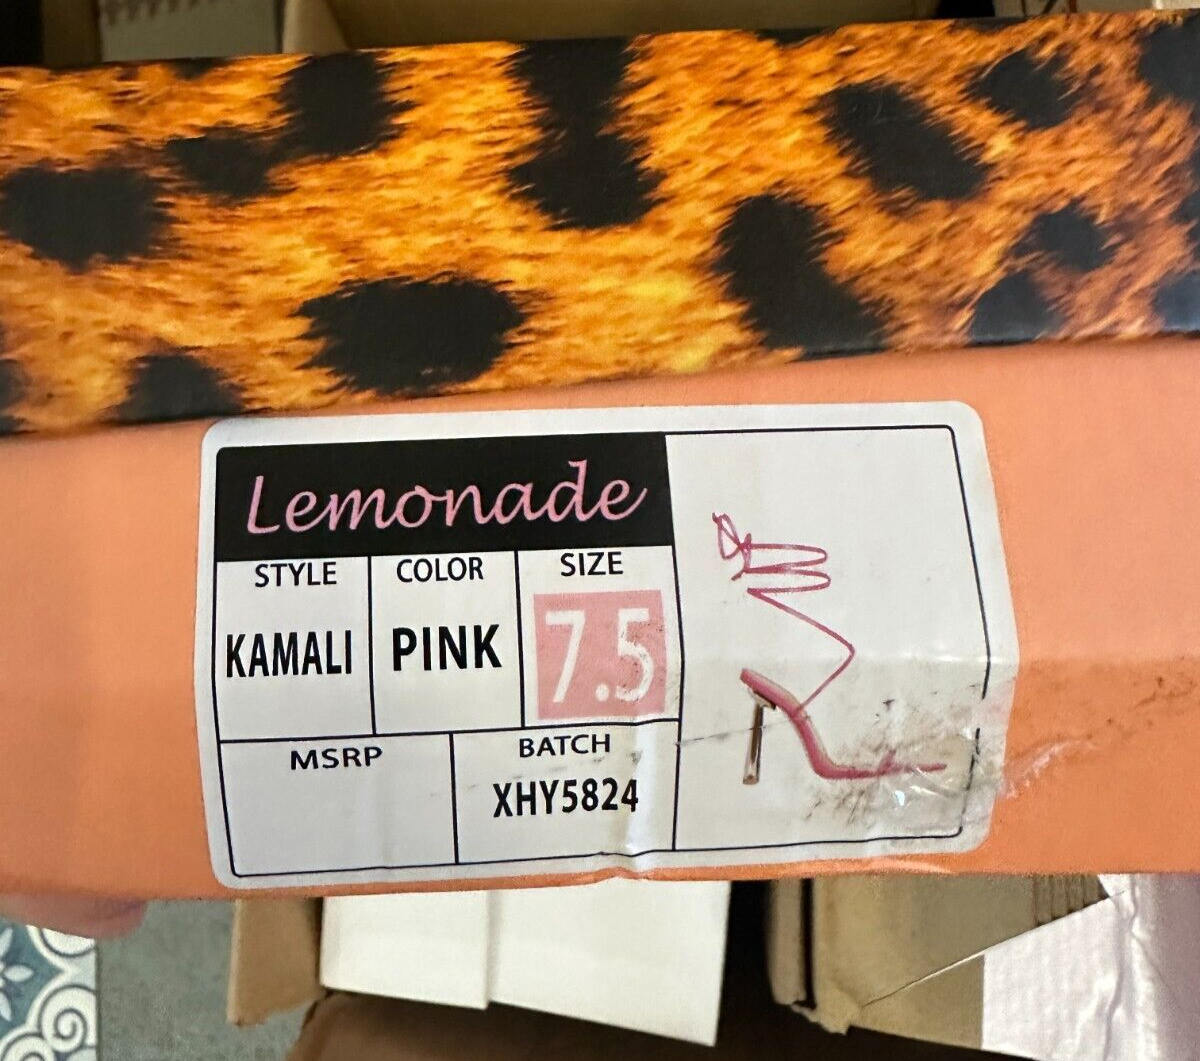 Lemonade
STYLE COLOR SIZE
KAMALI PINK 7.5
MSRP BATCH
XHY5824